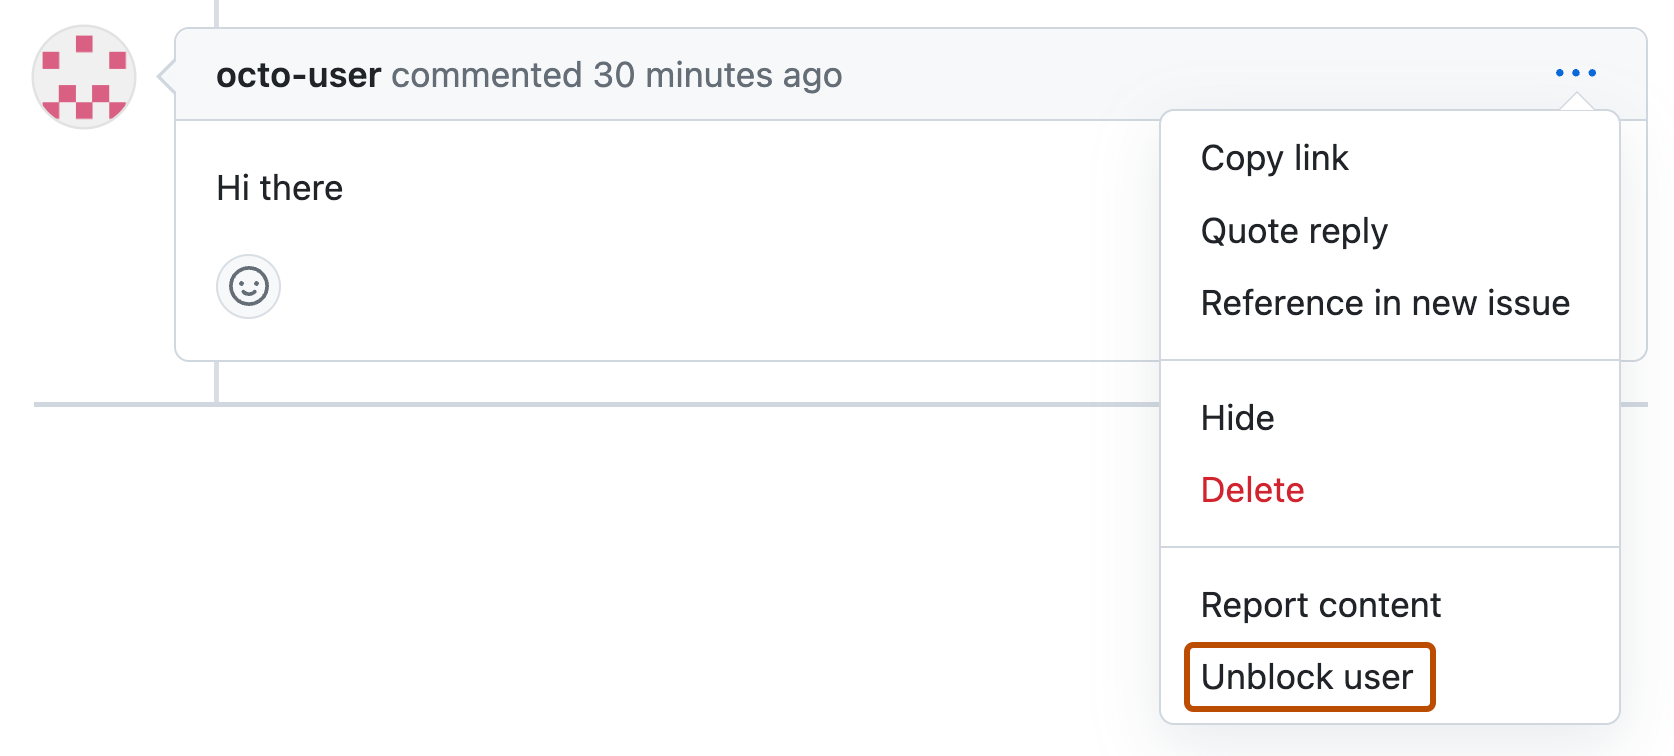 octo-user commented 30 minutes ago
Hi there
Copy link
Quote reply
Reference in new issue
Hide
Delete
Report content
Unblock user